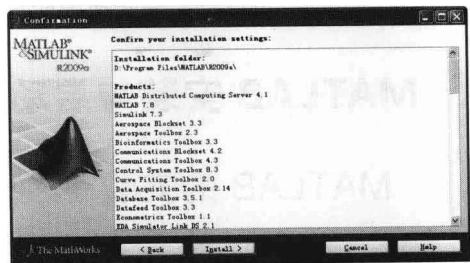 Confirmation
MATLAB®
&SIMULINK®
R2009a
Confirm your installation settings:
Installation folder:
D:\Program Files\MATLAB\R2009a\
Products:
MATLAB Distributed Computing Server 4.1
MATLAB 7.8
Simulink 7.3
Aerospace Blockset 3.3
Aerospace Toolbox 2.3
Bioinformatics Toolbox 3.3
Communications Blockset 4.2
Communications Toolbox 4.3
Control System Toolbox 8.3
Curve Fitting Toolbox 2.0
Data Acquisition Toolbox 2.14
Database Toolbox 3.5.1
Datafeed Toolbox 3.3
Econometrics Toolbox 1.1
EDA Simulator Link DS 2.1
The MathWorks
< Back
Install >
Cancel
Help